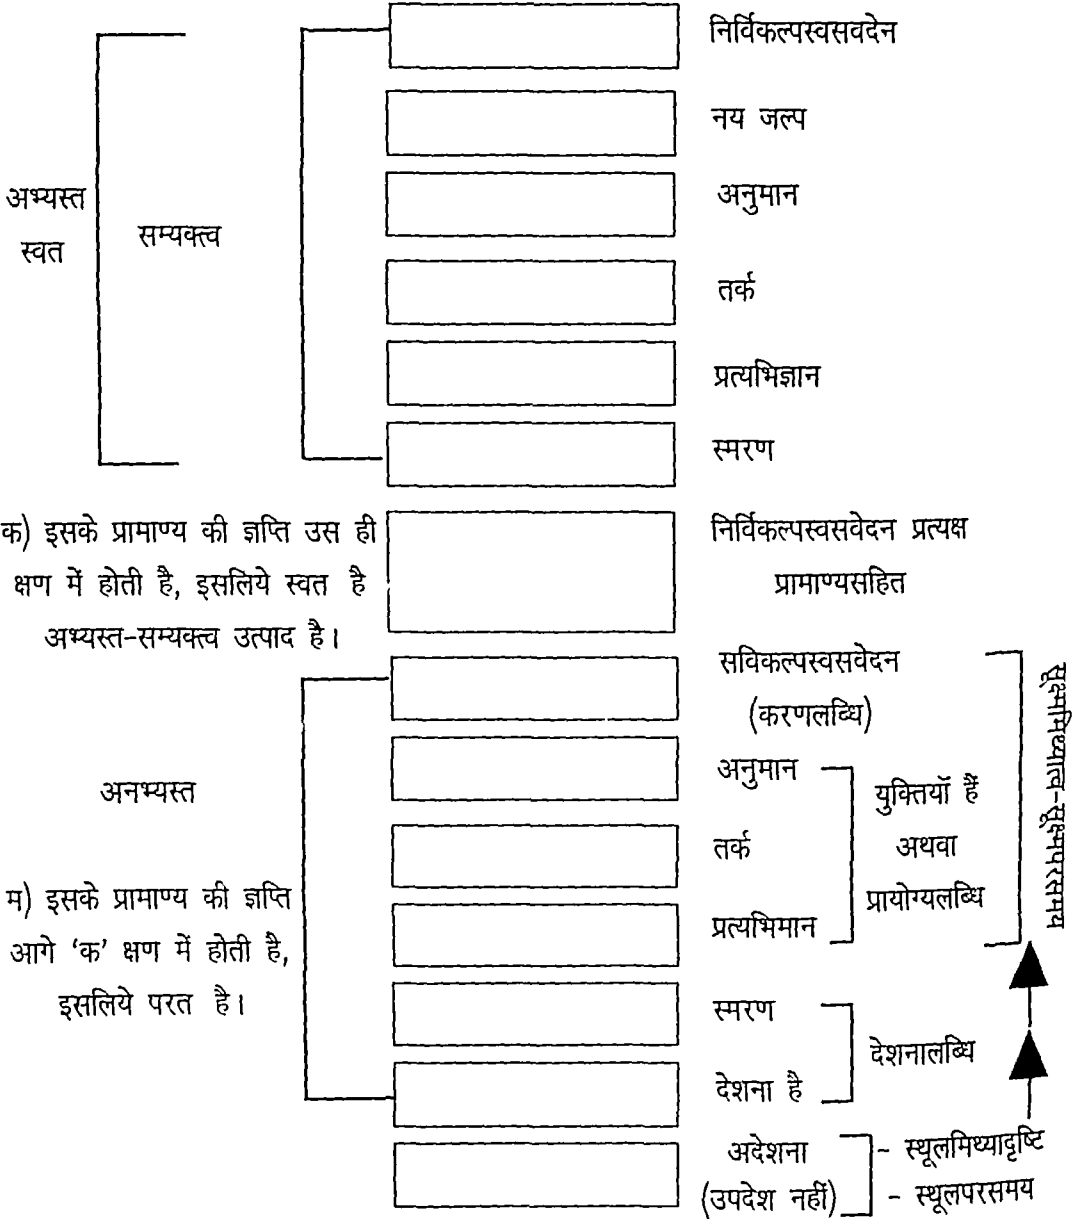 निर्विकल्पस्वसवदेन
नय जल्प
अभ्यस्त
स्वत
सम्यक्त्व
अनुमान
तर्क
प्रत्यभिज्ञान
स्मरण
क) इसके प्रामाण्य की ज्ञप्ति उस ही
क्षण में होती है, इसलिये स्वत है
अभ्यस्त-सम्यक्त्व उत्पाद है।
निर्विकल्पस्वसवेदन प्रत्यक्ष
प्रामाण्यसहित
सविकल्पस्वसवेदन
(करणलब्धि)
अनभ्यस्त
अनुमान
तर्क
प्रत्यभिमान
युक्तियाँ हैं
अथवा
प्रायोग्यलब्धि
सूक्ष्ममिथ्यात्व-सूक्ष्मपरसमय
म) इसके प्रामाण्य की ज्ञप्ति
आगे ‘क’ क्षण में होती है,
इसलिये परत है।
स्मरण
देशना है
देशनालब्धि
अदेशना
(उपदेश नहीं)
- स्थूलमिथ्यादृष्टि
- स्थूलपरसमय